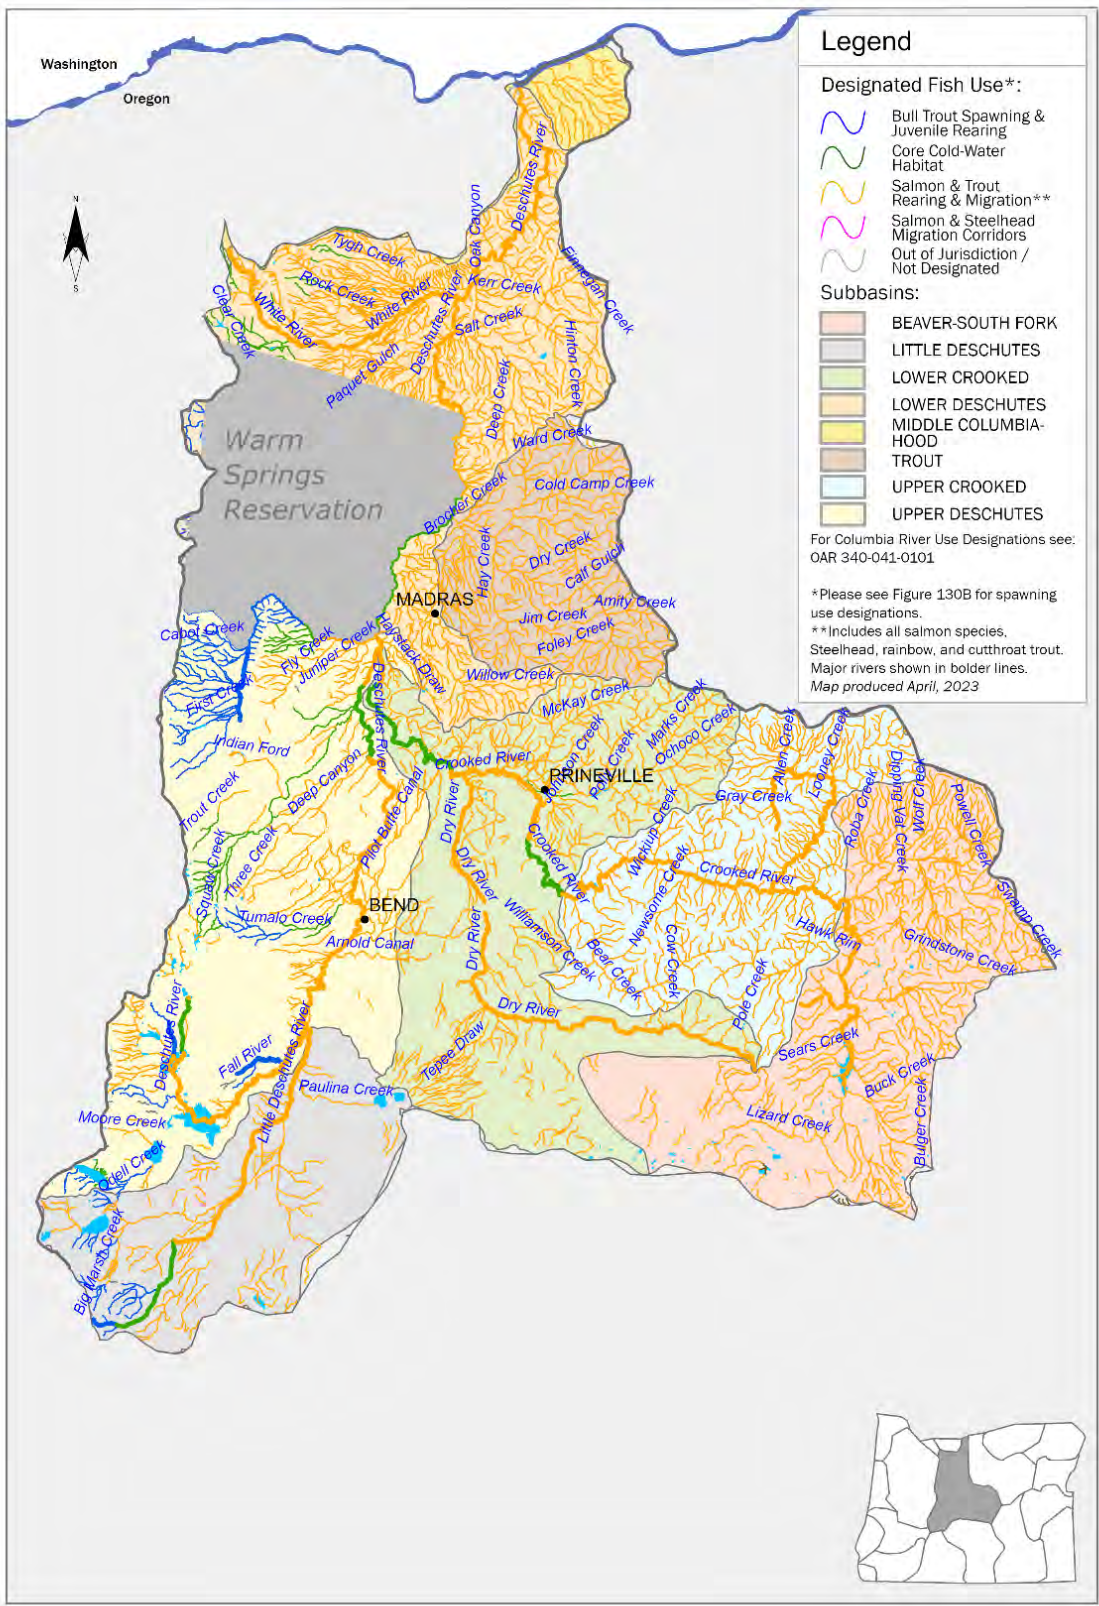 Washington
Oregon
N
S
Legend
Designated Fish Use*:
Bull Trout Spawning &
Juvenile Rearing
Core Cold-Water
Habitat
Salmon & Trout
Rearing & Migration**
Salmon & Steelhead
Migration Corridors
Out of Jurisdiction /
Not Designated
Subbasins:
BEAVER-SOUTH FORK
LITTLE DESCHUTES
LOWER CROOKED
LOWER DESCHUTES
MIDDLE COLUMBIA-
HOOD
TROUT
UPPER CROOKED
UPPER DESCHUTES
For Columbia River Use Designations see:
OAR 340-041-0101
*Please see Figure 130B for spawning
use designations.
**Includes all salmon species,
Steelhead, rainbow, and cutthroat trout.
Major rivers shown in bolder lines.
Map produced April, 2023
Deschutes River
Oak Canyon
Tygh Creek
Finnegan Creek
Rock Creek
White River
Kerr Creek
Clear Creek
White River
Deschutes River
Salt Creek
Hinton Creek
Paquet Gulch
Deep Creek
Ward Creek
Warm
Springs
Reservation
Cold Camp Creek
Brocher Creek
Hay Creek
Dry Creek
Calf Gulch
MADRAS
Amity Creek
Jim Creek
Foley Creek
Cabot Creek
Fly Creek
Juniper Creek
Haystack Draw
Willow Creek
First Creek
Deschutes River
McKay Creek
Marks Creek
Ochoco Creek
Indian Ford
Crooked River
Johnson Creek
Allen Creek
Looney Creek
Deep Canyon
PRINEVILLE
Dipping Vat Creek
Wolf Creek
Trout Creek
Pilot Butte Canal
Dry River
Gray Creek
Roba Creek
Powell Creek
Squaw Creek
Three Creek
Dry River
Crooked River
Wickiup Creek
Crooked River
BEND
Tumalo Creek
Williamson Creek
Newsome Creek
Swamp Creek
Arnold Canal
Dry River
Bear Creek
Cow Creek
Hawk Rim
Grindstone Creek
Deschutes River
Dry River
Pole Creek
Fall River
Little Deschutes River
Tepee Draw
Sears Creek
Buck Creek
Paulina Creek
Moore Creek
Lizard Creek
Bulger Creek
Odell Creek
Big Marsh Creek